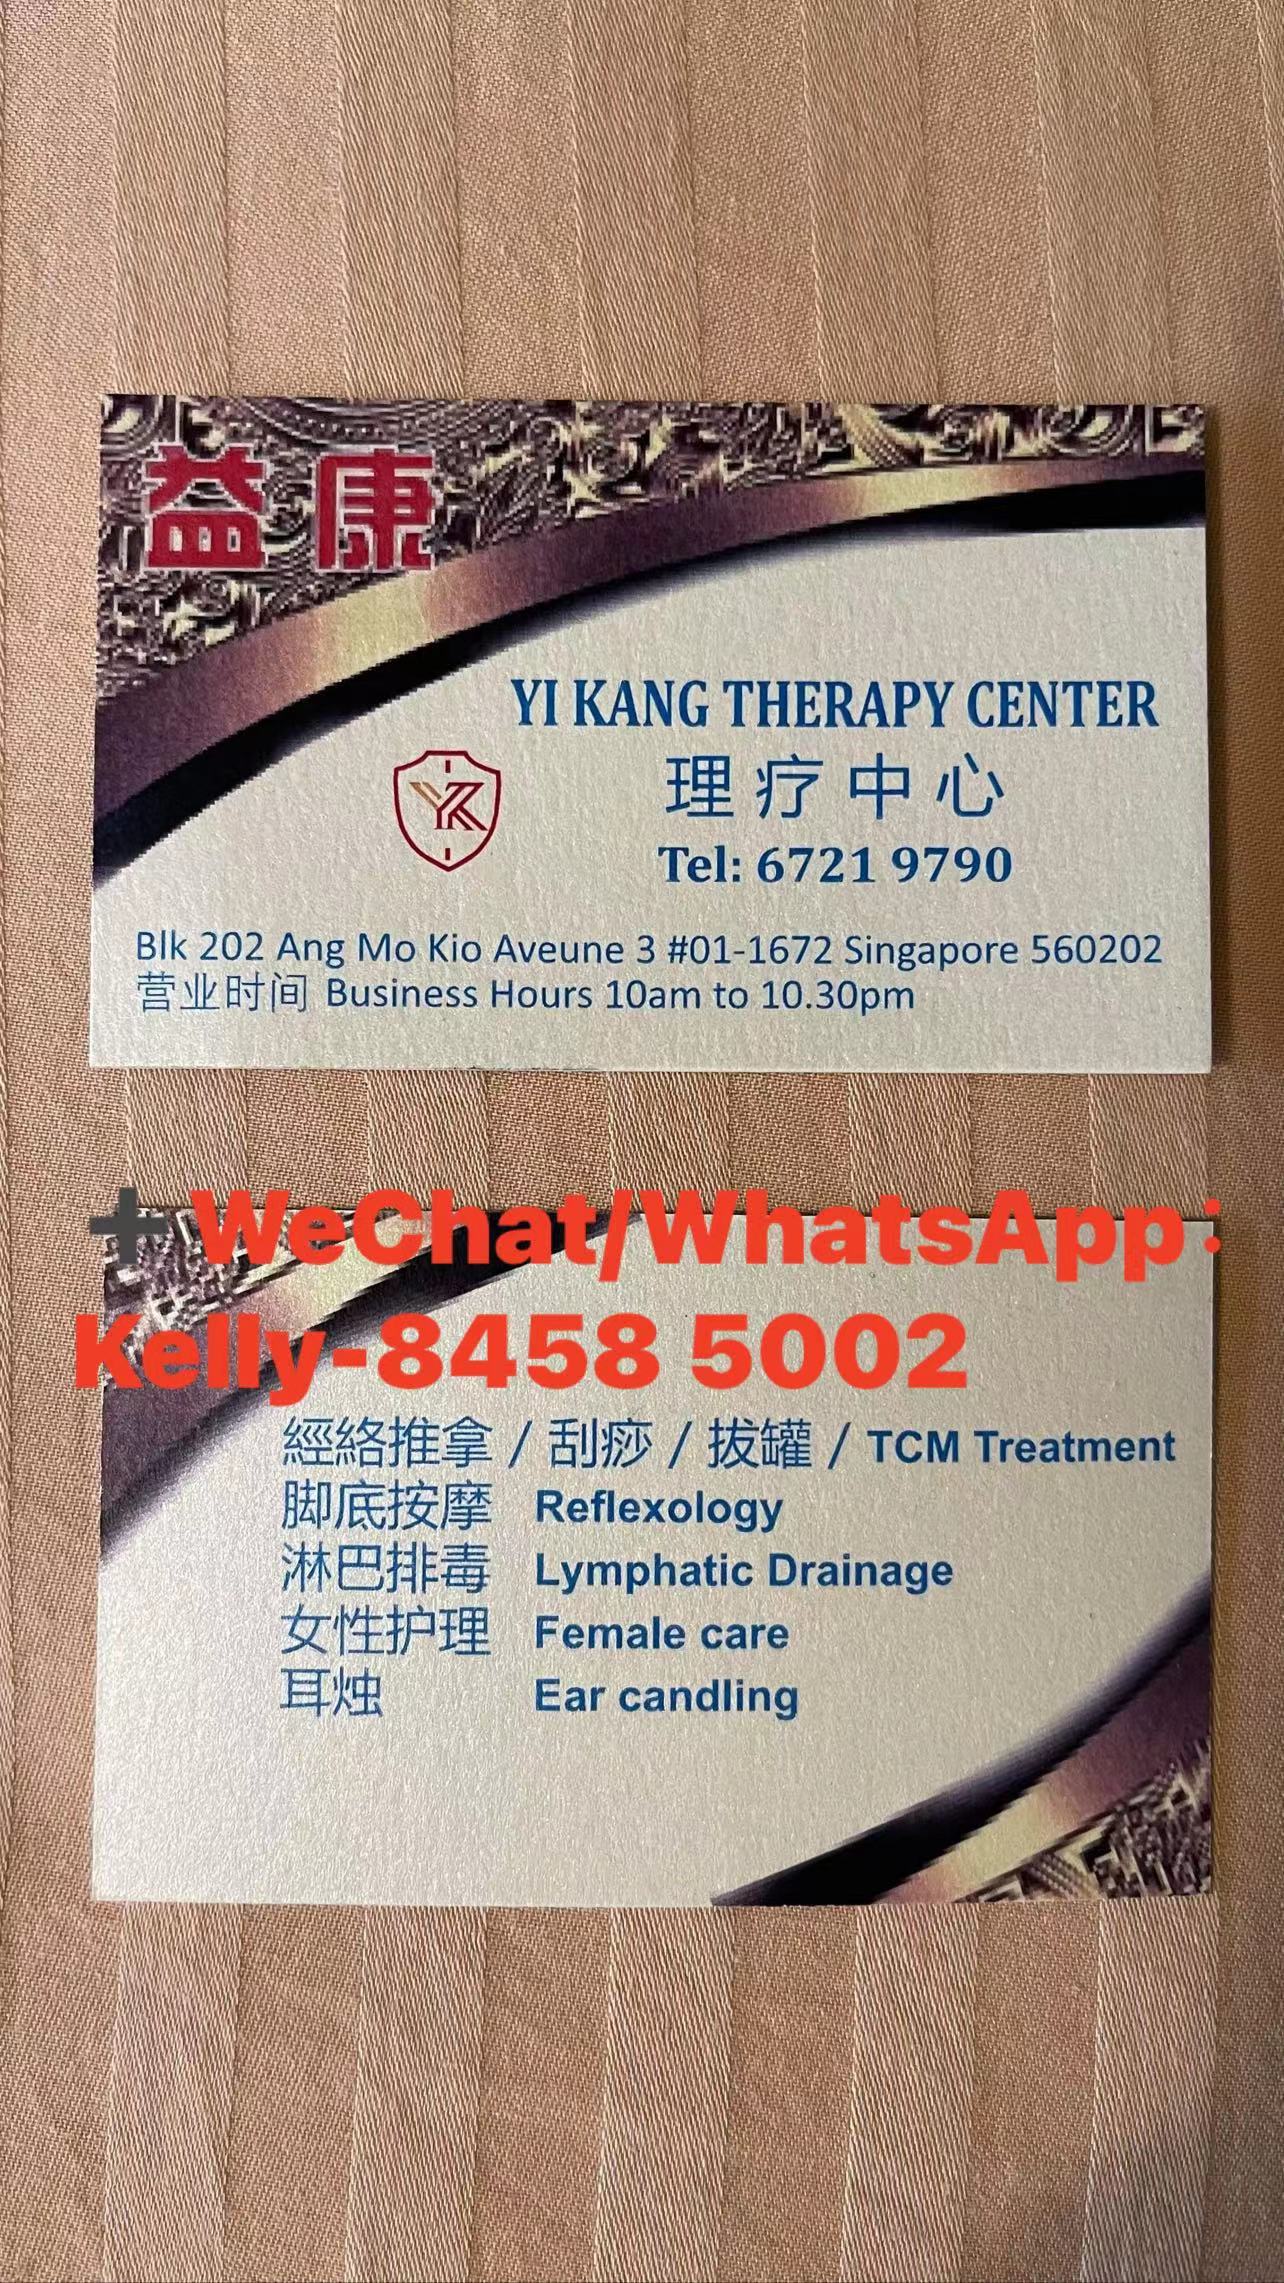 益康
YI KANG THERAPY CENTER
YK
理疗中心
Tel: 6721 9790
Blk 202 Ang Mo Kio Aveune 3 #01-1672 Singapore 560202
营业时间 Business Hours 10am to 10.30pm
➕WeChat/WhatsApp:
Kelly-8458 5002
經絡推拿 / 刮痧 / 拔罐 / TCM Treatment
脚底按摩 Reflexology
淋巴排毒 Lymphatic Drainage
女性护理 Female care
耳烛 Ear candling